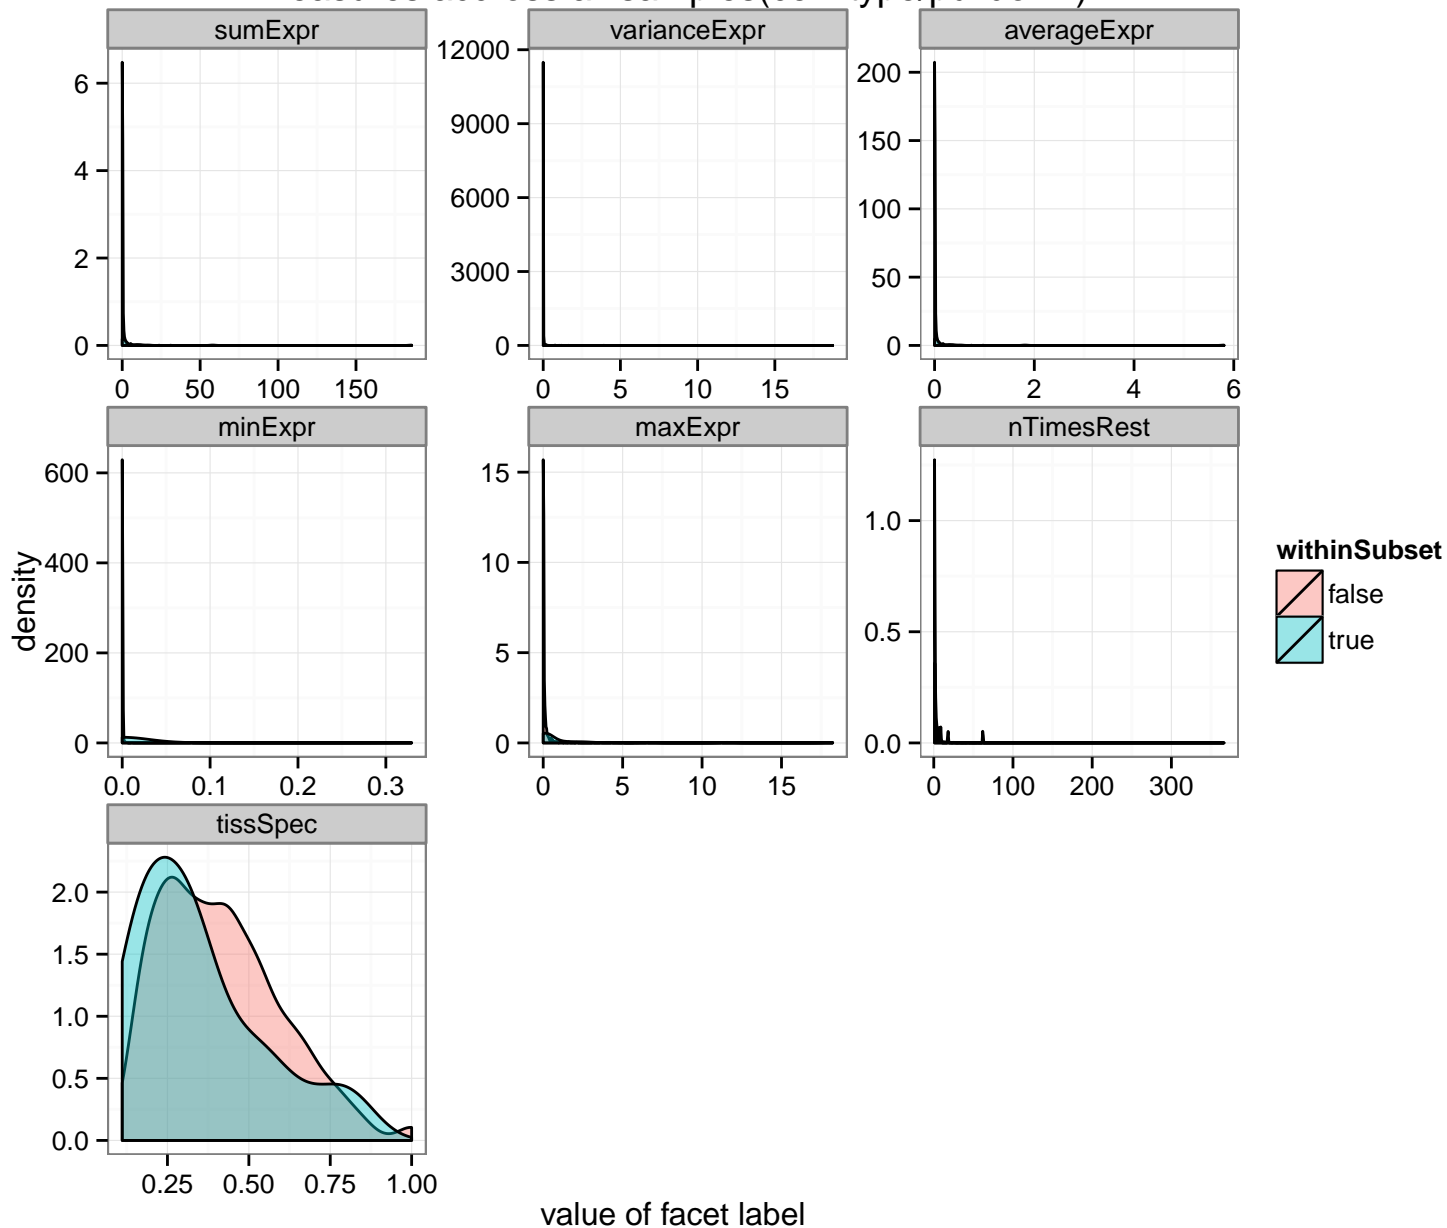 sumExpr varianceExpr averageExpr
6
4
2
0
0 50 100 150
12000
9000
6000
3000
0
0 5 10 15
200
150
100
50
0
0 2 4 6
minExpr maxExpr nTimesRest
600
400
200
0
0.0 0.1 0.2 0.3
15
10
5
0
0 5 10 15
1.0
0.5
0.0
0 100 200 300
density
withinSubset
false
true
tissSpec
2.0
1.5
1.0
0.5
0.0
0.25 0.50 0.75 1.00
value of facet label